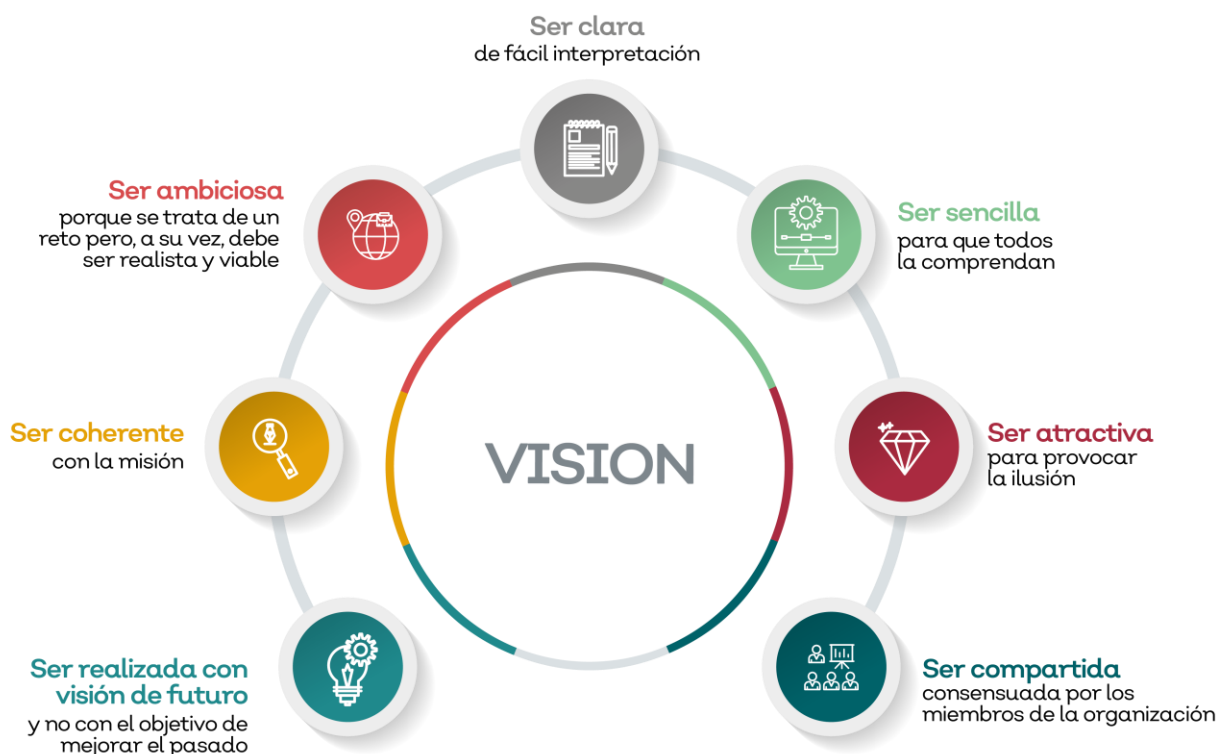 Ser clara
de fácil interpretación
Ser ambiciosa
porque se trata de un
reto pero, a su vez, debe
ser realista y viable
Ser sencilla
para que todos
la comprendan
Ser coherente
con la misión
VISION
Ser atractiva
para provocar
la ilusión
Ser realizada con
visión de futuro
y no con el objetivo de
mejorar el pasado
Ser compartida
consensuada por los
miembros de la organización